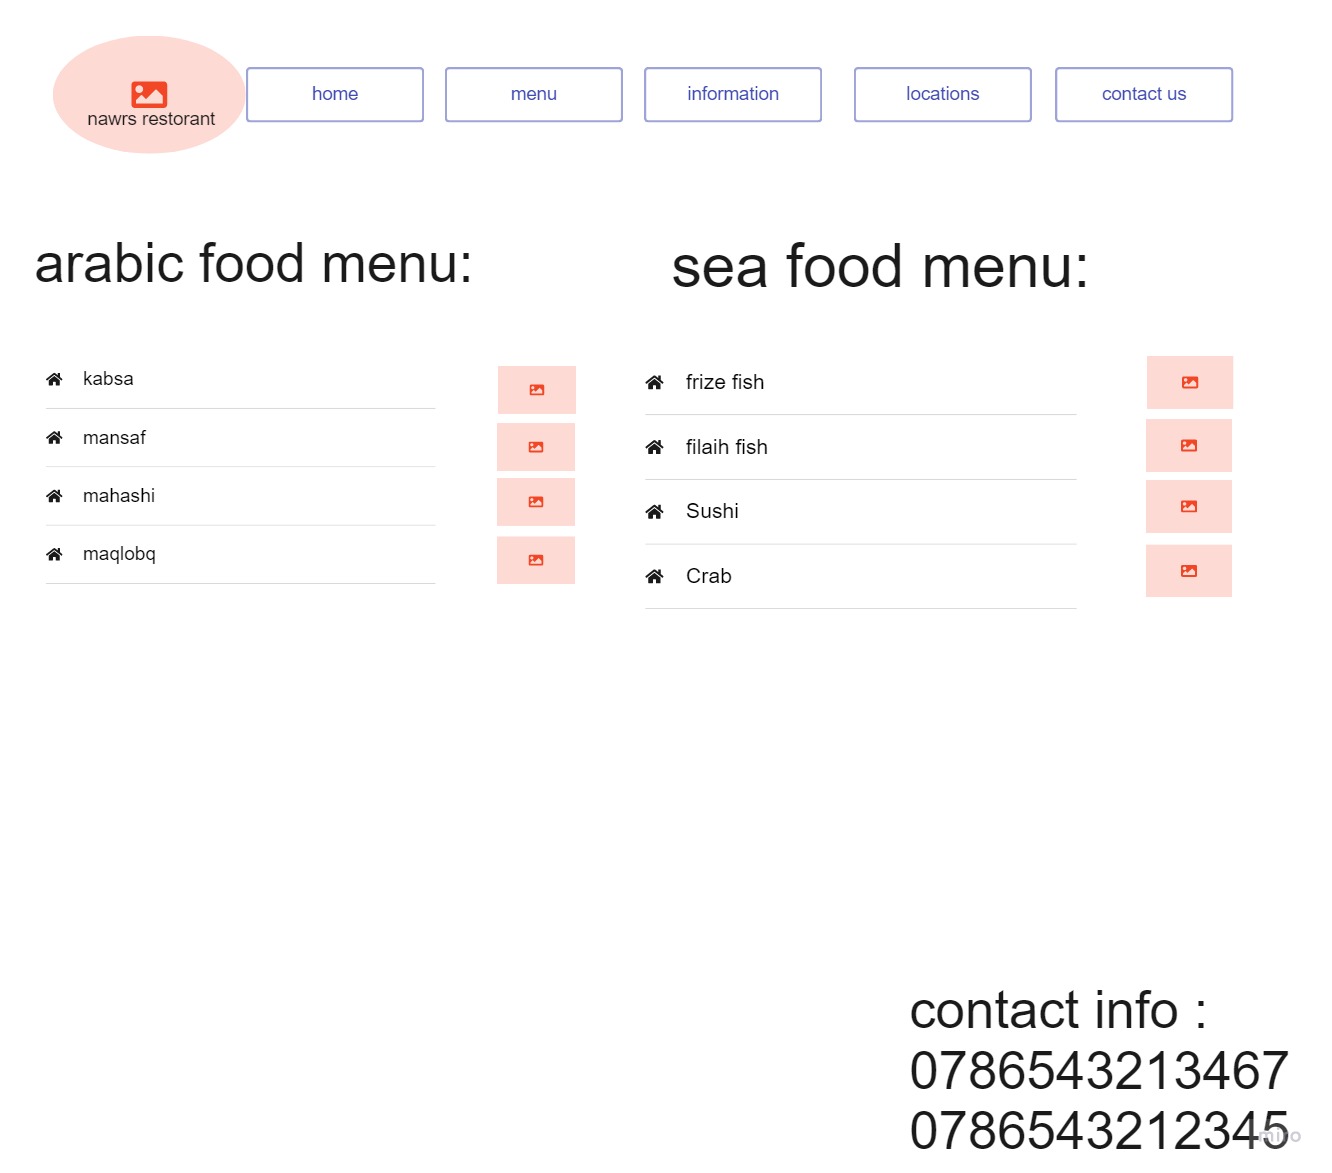 nawrs restorant
home
menu
information
locations
contact us
arabic food menu:
kabsa
mansaf
mahashi
maqlobq
sea food menu:
frize fish
filaih fish
Sushi
Crab
contact info :
0786543213467
0786543212345
miro